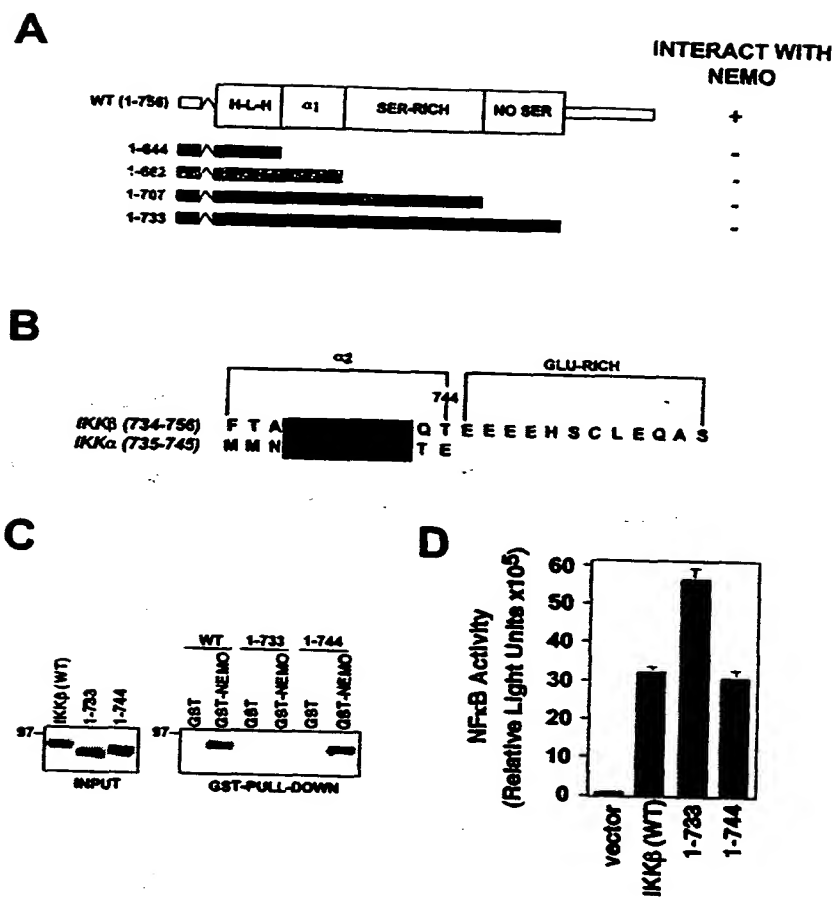 A
INTERACT WITH
NEMO
WT (1-756)
H-L-H
α1
SER-RICH
NO SER
+
1-644
-
1-662
-
1-707
-
1-733
-
B
α2
GLU-RICH
744
IKKβ (734-756)
F T A
Q T E E E E H S C L E Q A S
IKKα (735-745)
M M N
T E
C
WT
1-733
1-744
IKKβ (WT)
1-733
1-744
GST
GST-NEMO
GST
GST-NEMO
GST
GST-NEMO
97
97
INPUT
GST-PULL-DOWN
D
NFκB Activity
(Relative Light Units x10⁵)
60
50
40
30
20
10
0
vector
IKKβ (WT)
1-733
1-744